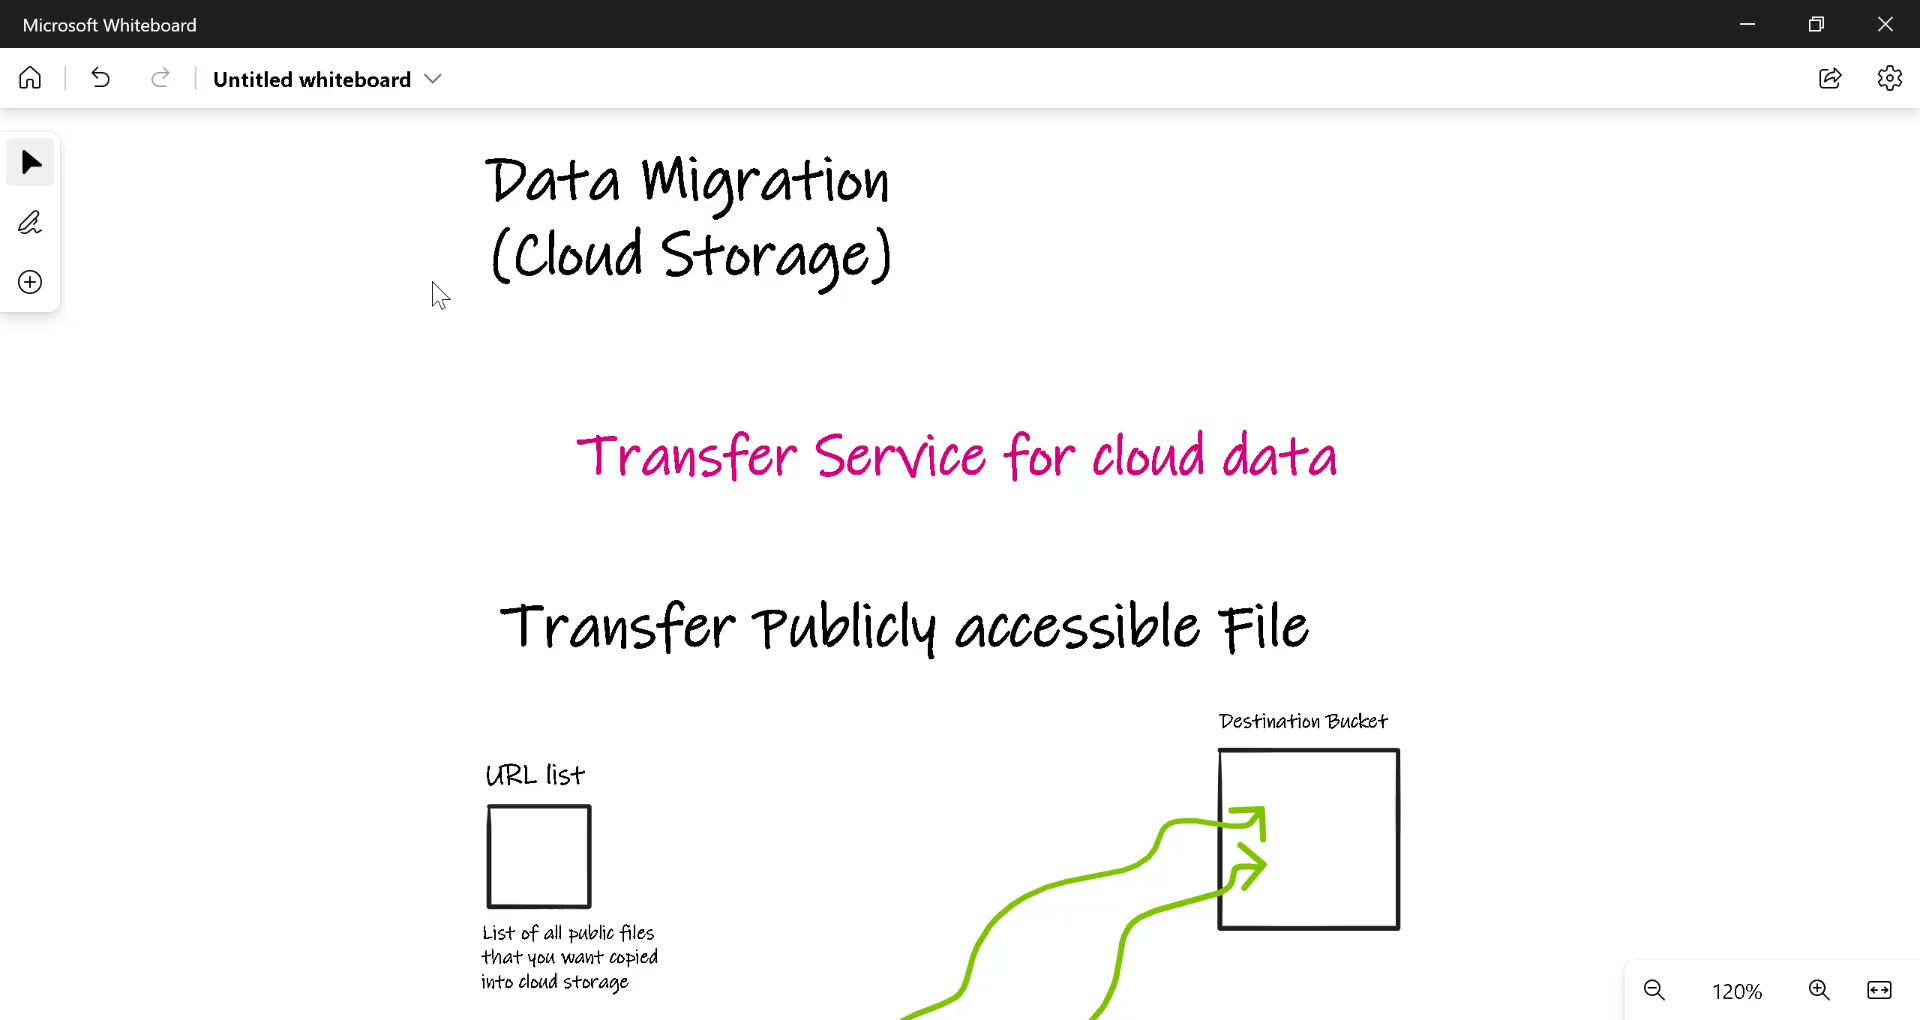 Microsoft Whiteboard
Untitled whiteboard
Data Migration
(Cloud Storage)
Transfer Service for cloud data
Transfer Publicly accessible File
Destination Bucket
URL list
List of all public files
that you want copied
into cloud storage
120%